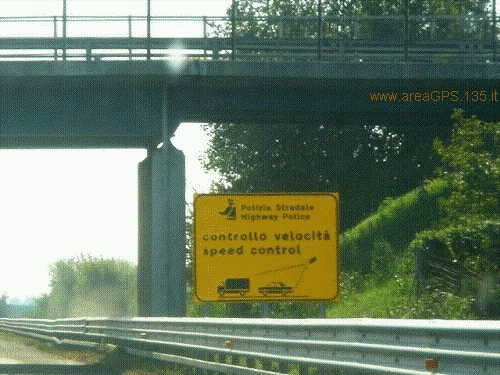 www.areaGPS.135.it
Polizia Stradale
Highway Police
controllo velocità
speed control